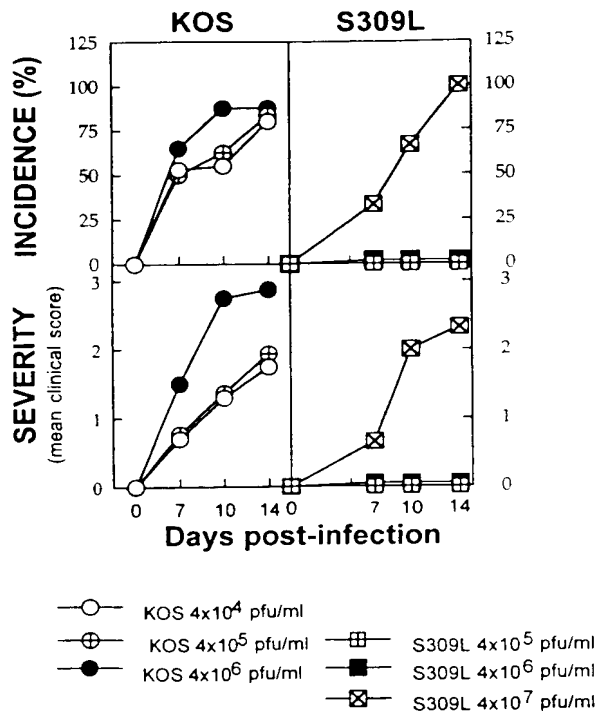 KOS S309L
INCIDENCE (%)
125 125
100 100
75 75
50 50
25 25
0 0
SEVERITY
(mean clinical score)
3 3
2 2
1 1
0 0
0 7 10 14 0 7 10 14
Days post-infection
KOS 4x10⁴ pfu/ml
KOS 4x10⁵ pfu/ml S309L 4x10⁵ pfu/ml
KOS 4x10⁶ pfu/ml S309L 4x10⁶ pfu/ml
S309L 4x10⁷ pfu/ml